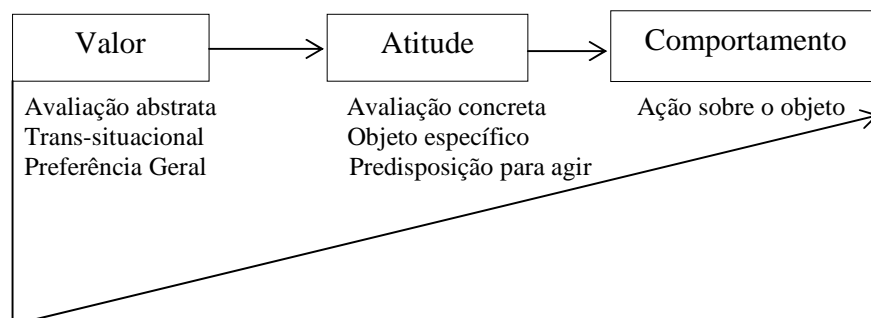 Valor
Atitude
Comportamento
Avaliação abstrata
Trans-situacional
Preferência Geral
Avaliação concreta
Objeto específico
Predisposição para agir
Ação sobre o objeto